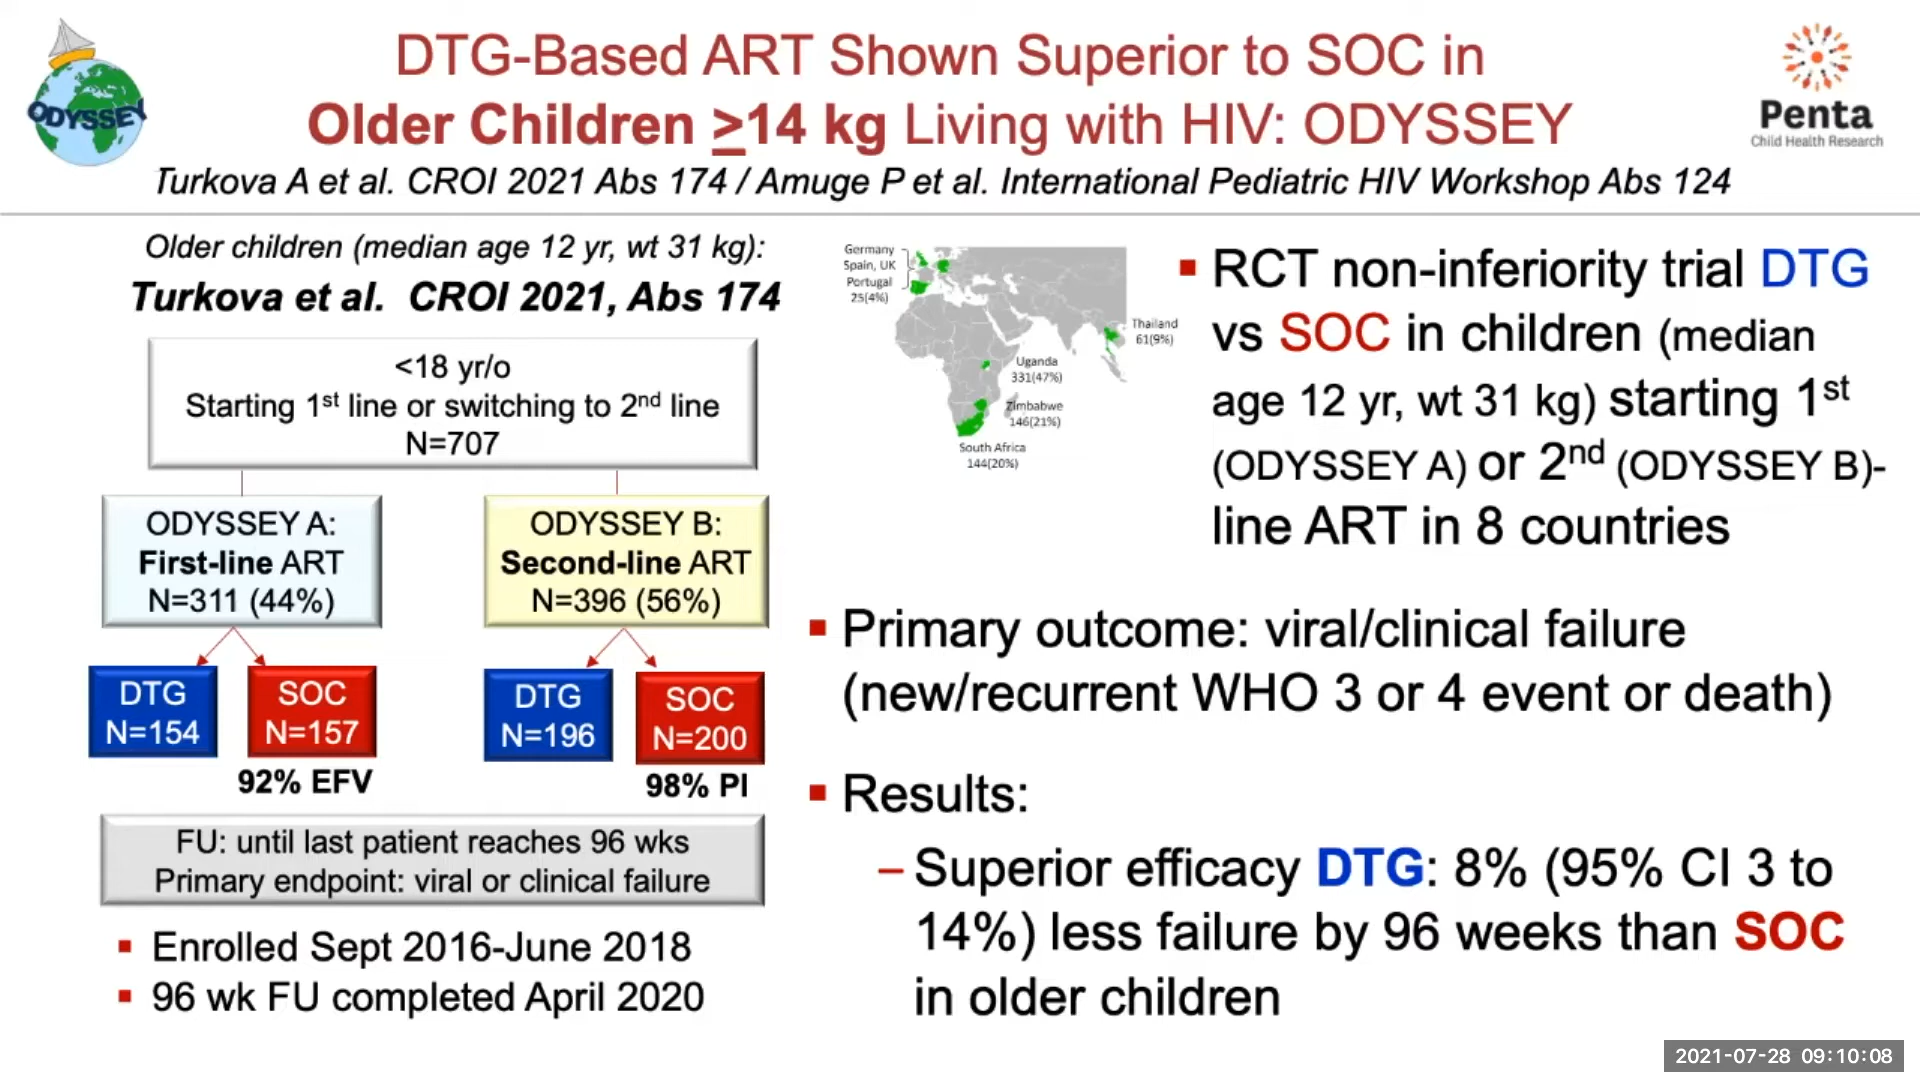 DTG-Based ART Shown Superior to SOC in
Older Children ≥14 kg Living with HIV: ODYSSEY
Turkova A et al. CROI 2021 Abs 174 / Amuge P et al. International Pediatric HIV Workshop Abs 124
ODYSSEY
Penta
Child Health Research
Older children (median age 12 yr, wt 31 kg):
Turkova et al. CROI 2021, Abs 174
<18 yr/o
Starting 1st line or switching to 2nd line
N=707
ODYSSEY A:
First-line ART
N=311 (44%)
ODYSSEY B:
Second-line ART
N=396 (56%)
DTG
N=154
SOC
N=157
92% EFV
DTG
N=196
SOC
N=200
98% PI
FU: until last patient reaches 96 wks
Primary endpoint: viral or clinical failure
▪ Enrolled Sept 2016-June 2018
▪ 96 wk FU completed April 2020
Germany
Spain, UK
Portugal
25(4%)
Thailand
61(9%)
Uganda
331(47%)
Zimbabwe
146(21%)
South Africa
144(20%)
▪ RCT non-inferiority trial DTG
vs SOC in children (median
age 12 yr, wt 31 kg) starting 1st
(ODYSSEY A) or 2nd (ODYSSEY B)-
line ART in 8 countries
▪ Primary outcome: viral/clinical failure
(new/recurrent WHO 3 or 4 event or death)
▪ Results:
– Superior efficacy DTG: 8% (95% CI 3 to
14%) less failure by 96 weeks than SOC
in older children
2021-07-28 09:10:08